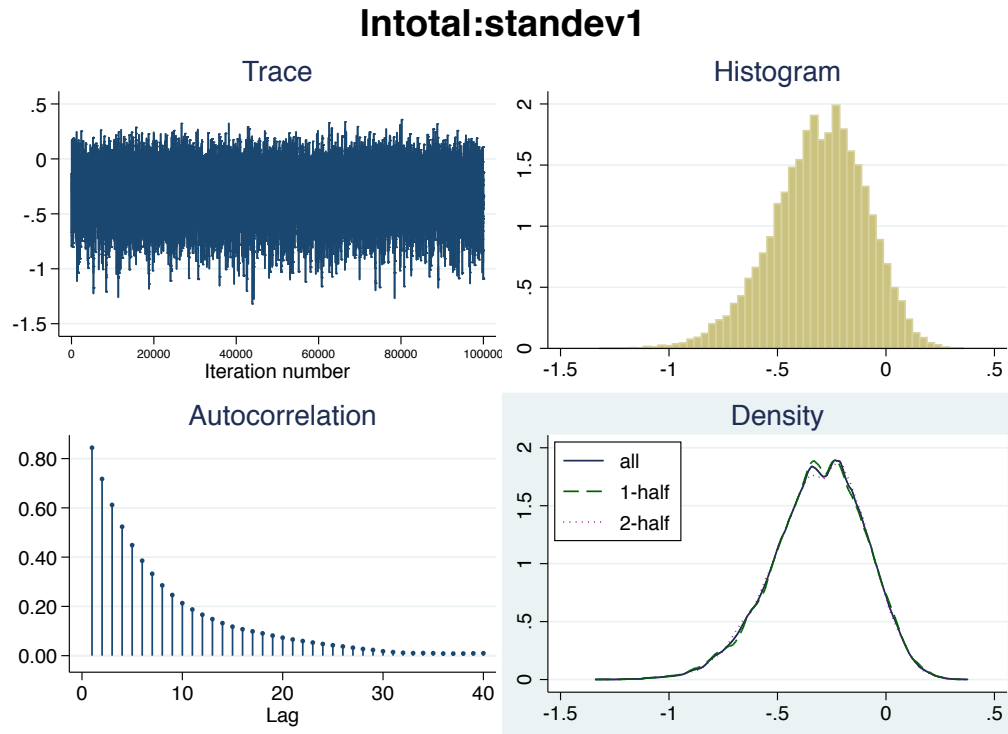 lntotal:standev1
Trace
.5
0
-.5
-1
-1.5
0 20000 40000 60000 80000 100000
Iteration number
Histogram
2
1.5
1
.5
0
-1.5 -1 -.5 0 .5
Autocorrelation
0.80
0.60
0.40
0.20
0.00
0 10 20 30 40
Lag
Density
all
1-half
2-half
2
1.5
1
.5
0
-1.5 -1 -.5 0 .5